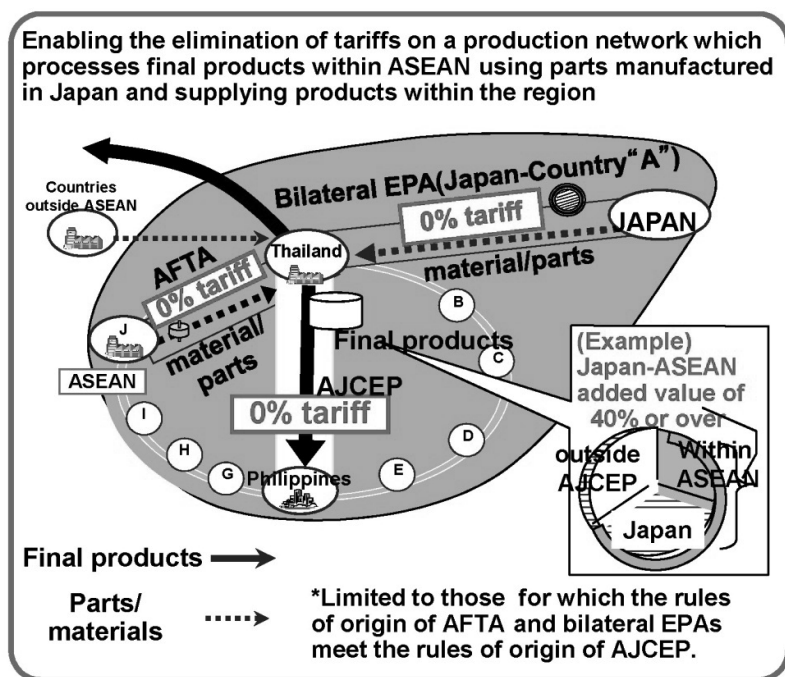 Enabling the elimination of tariffs on a production network which
processes final products within ASEAN using parts manufactured
in Japan and supplying products within the region
Bilateral EPA(Japan-Country“A”)
Countries
outside ASEAN
0% tariff
JAPAN
Thailand
AFTA
0% tariff
material/parts
B
J
material/
parts
Final products
C
(Example)
Japan-ASEAN
added value of
40% or over
ASEAN
AJCEP
0% tariff
I
D
outside
AJCEP
Within
ASEAN
H
G
Philippines
E
Japan
Final products
Parts/
materials
*Limited to those for which the rules
of origin of AFTA and bilateral EPAs
meet the rules of origin of AJCEP.